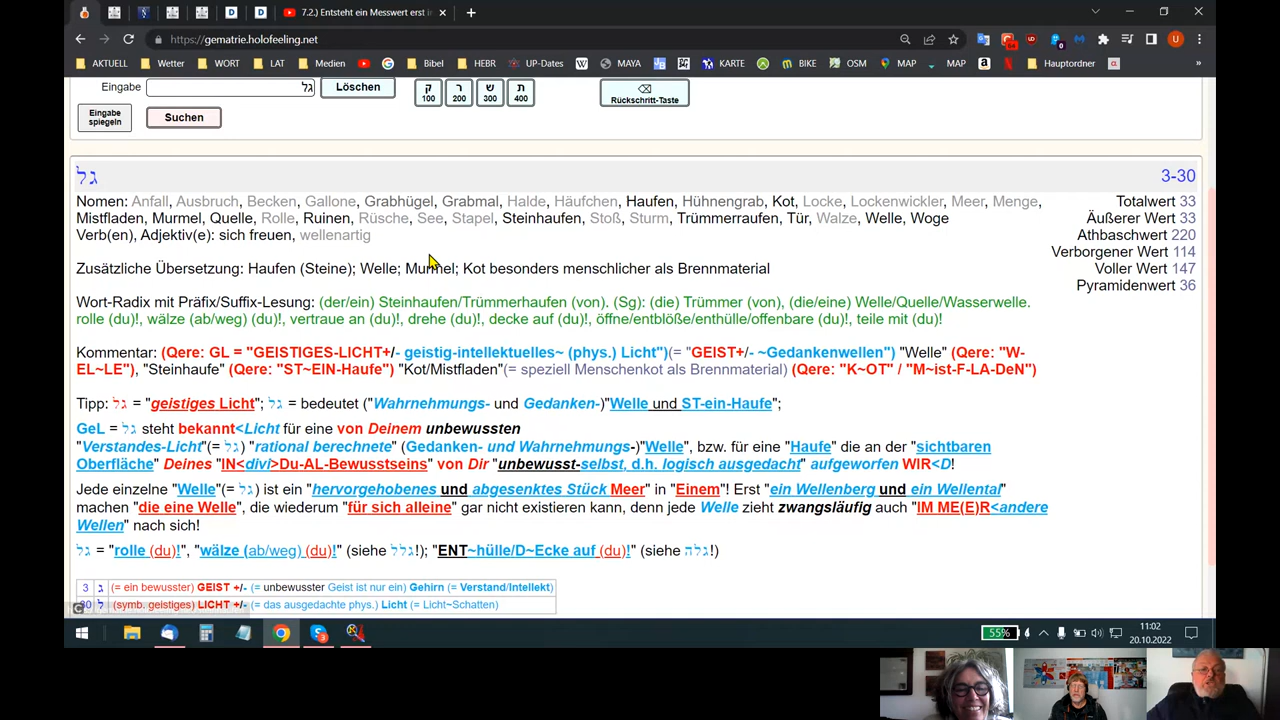 7.2.) Entsteht ein Messwert erst i
https://gematrie.holofeeling.net
AKTUELL Wetter WORT LAT Medien Bibel HEBR UP-Dates MAYA KARTE BIKE OSM MAP MAP Hauptordner »
Eingabe גל Löschen ק 100 ר 200 ש 300 ת 400 Rückschritt-Taste
Eingabe spiegeln Suchen
גל 3-30
Nomen: Anfall, Ausbruch, Becken, Gallone, Grabhügel, Grabmal, Halde, Häufchen, Haufen, Hühnengrab, Kot, Locke, Lockenwickler, Meer, Menge,
Mistfladen, Murmel, Quelle, Rolle, Ruinen, Rüsche, See, Stapel, Steinhaufen, Stoß, Sturm, Trümmerraufen, Tür, Walze, Welle, Woge
Verb(en), Adjektiv(e): sich freuen, wellenartig
Totalwert 33
Äußerer Wert 33
Athbaschwert 220
Verborgener Wert 114
Voller Wert 147
Pyramidenwert 36
Zusätzliche Übersetzung: Haufen (Steine); Welle; Murmel; Kot besonders menschlicher als Brennmaterial
Wort-Radix mit Präfix/Suffix-Lesung: (der/ein) Steinhaufen/Trümmerhaufen (von). (Sg): (die) Trümmer (von), (die/eine) Welle/Quelle/Wasserwelle.
rolle (du)!, wälze (ab/weg) (du)!, vertraue an (du)!, drehe (du)!, decke auf (du)!, öffne/entblöße/enthülle/offenbare (du)!, teile mit (du)!
Kommentar: (Qere: GL = "GEISTIGES-LICHT+/- geistig-intellektuelles~ (phys.) Licht")(= "GEIST+/- ~Gedankenwellen") "Welle" (Qere: "W-
EL~LE"), "Steinhaufe" (Qere: "ST~EIN-Haufe") "Kot/Mistfladen"(= speziell Menschenkot als Brennmaterial) (Qere: "K~OT" / "M~ist-F-LA-DeN")
Tipp: גל = "geistiges Licht"; גל = bedeutet ("Wahrnehmungs- und Gedanken-)"Welle und ST-ein-Haufe";
GeL = גל steht bekannt<Licht für eine von Deinem unbewussten
"Verstandes-Licht"(= גל) "rational berechnete" (Gedanken- und Wahrnehmungs-)"Welle", bzw. für eine "Haufe" die an der "sichtbaren
Oberfläche" Deines "IN<divi>Du-AL-Bewusstseins" von Dir "unbewusst-selbst, d.h. logisch ausgedacht" aufgeworfen WIR<D!
Jede einzelne "Welle"(= גל) ist ein "hervorgehobenes und abgesenktes Stück Meer" in "Einem"! Erst "ein Wellenberg und ein Wellental"
machen "die eine Welle", die wiederum "für sich alleine" gar nicht existieren kann, denn jede Welle zieht zwangsläufig auch "IM ME(E)R<andere
Wellen" nach sich!
גל = "rolle (du)!", "wälze (ab/weg) (du)!" (siehe גלל!); "ENT~hülle/D~Ecke auf (du)!" (siehe גלה!)
3 ג (= ein bewusster) GEIST +/- (= unbewusster Geist ist nur ein) Gehirn (= Verstand/Intellekt)
30 ל (symb. geistiges) LICHT +/- (= das ausgedachte phys.) Licht (= Licht~Schatten)
55% 11:02
20.10.2022